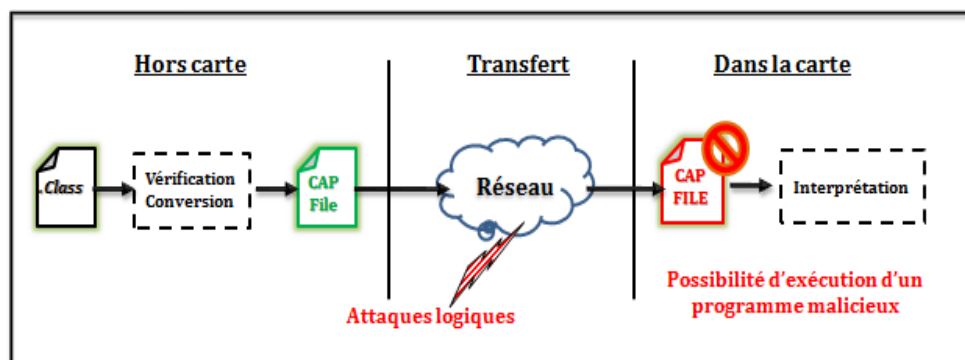 Hors carte
Transfert
Dans la carte
.Class
Vérification
Conversion
CAP
File
Réseau
CAP
FILE
Interprétation
Attaques logiques
Possibilité d'exécution d'un
programme malicieux